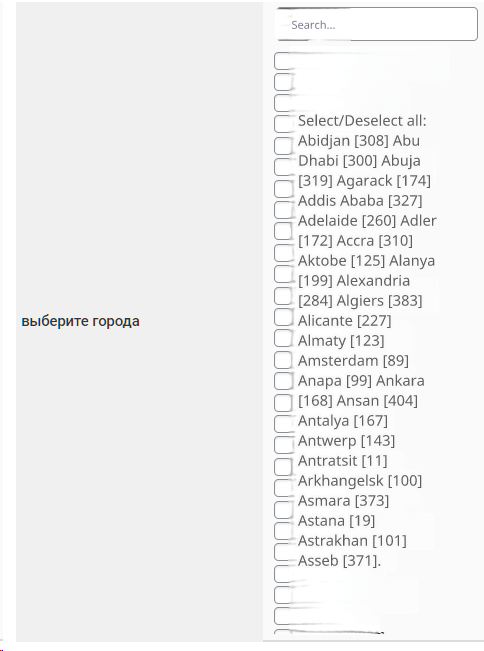 Search...
Select/Deselect all:
Abidjan [308] Abu
Dhabi [300] Abuja
[319] Agarack [174]
Addis Ababa [327]
Adelaide [260] Adler
[172] Accra [310]
Aktobe [125] Alanya
[199] Alexandria
[284] Algiers [383]
Alicante [227]
Almaty [123]
Amsterdam [89]
Anapa [99] Ankara
[168] Ansan [404]
Antalya [167]
Antwerp [143]
Antratsit [11]
Arkhangelsk [100]
Asmara [373]
Astana [19]
Astrakhan [101]
Asseb [371].
выберите города